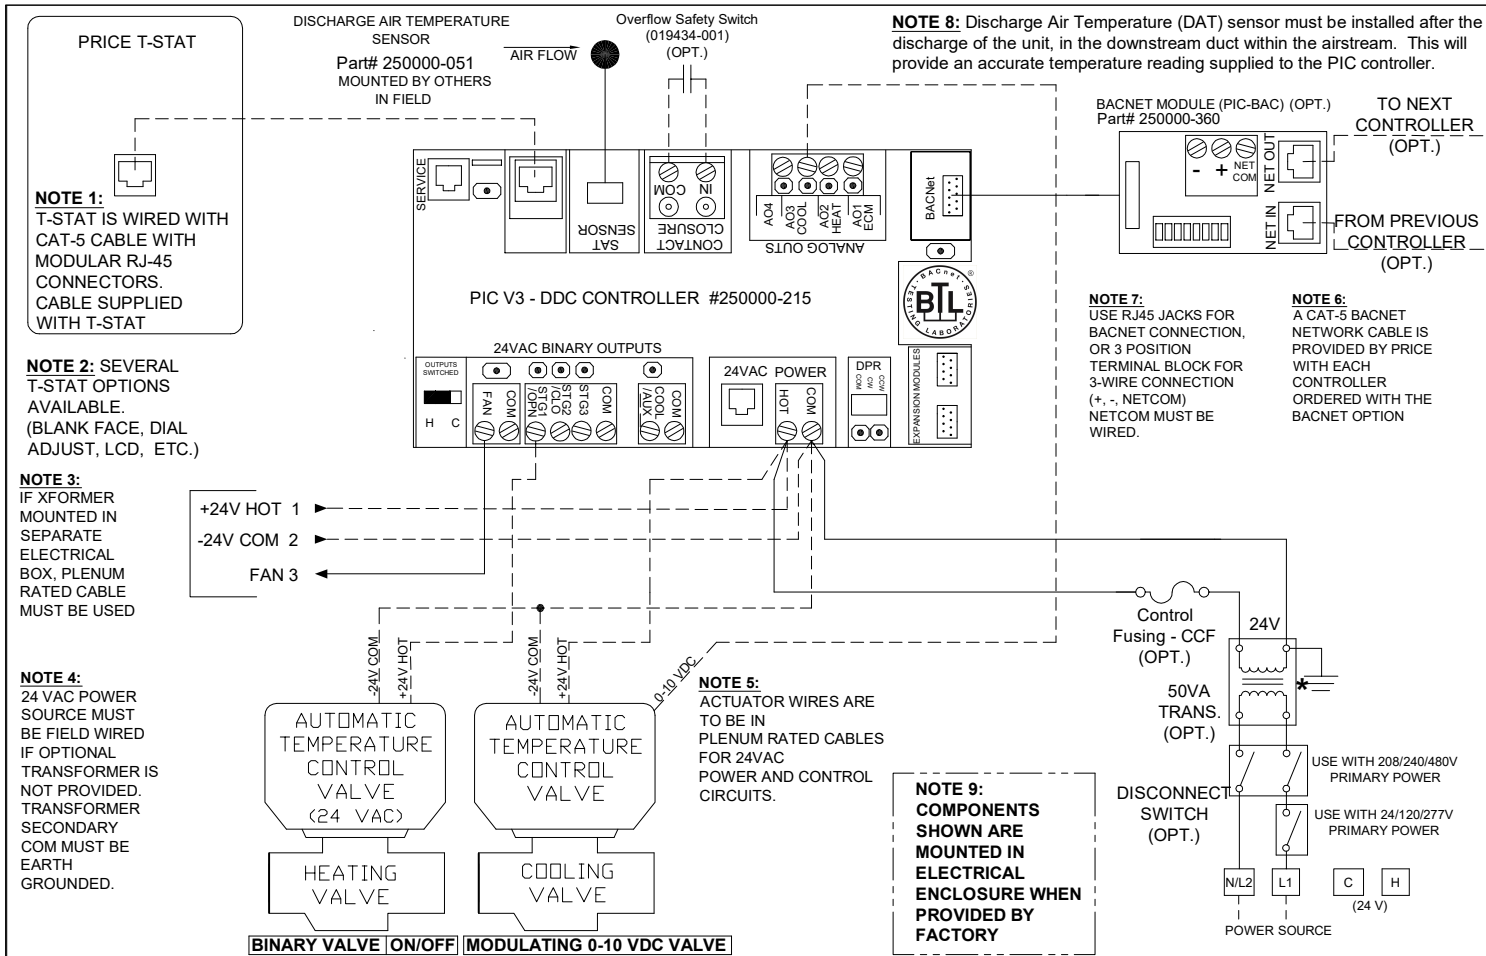 PRICE T-STAT
NOTE 1:
T-STAT IS WIRED WITH
CAT-5 CABLE WITH
MODULAR RJ-45
CONNECTORS.
CABLE SUPPLIED
WITH T-STAT
NOTE 2: SEVERAL
T-STAT OPTIONS
AVAILABLE.
(BLANK FACE, DIAL
ADJUST, LCD, ETC.)
NOTE 3:
IF XFORMER
MOUNTED IN
SEPARATE
ELECTRICAL
BOX, PLENUM
RATED CABLE
MUST BE USED
NOTE 4:
24 VAC POWER
SOURCE MUST
BE FIELD WIRED
IF OPTIONAL
TRANSFORMER IS
NOT PROVIDED.
TRANSFORMER
SECONDARY
COM MUST BE
EARTH
GROUNDED.
DISCHARGE AIR TEMPERATURE
SENSOR
Part# 250000-051
MOUNTED BY OTHERS
IN FIELD
AIR FLOW
Overflow Safety Switch
(019434-001)
(OPT.)
NOTE 8: Discharge Air Temperature (DAT) sensor must be installed after the
discharge of the unit, in the downstream duct within the airstream. This will
provide an accurate temperature reading supplied to the PIC controller.
BACNET MODULE (PIC-BAC) (OPT.)
Part# 250000-360
- +
NET
COM
NET OUT
NET IN
TO NEXT
CONTROLLER
(OPT.)
FROM PREVIOUS
CONTROLLER
(OPT.)
SERVICE
SAT
SENSOR
COM
IN
CONTACT
CLOSURE
AO4
AO3
COOL
AO2
HEAT
AO1
ECM
ANALOG OUTS
BACNet
PIC V3 - DDC CONTROLLER #250000-215
BACnet
TESTING LABORATORIES
BTL
®
24VAC BINARY OUTPUTS
OUTPUTS
SWITCHED
H C
FAN
COM
STG1
/OPN
STG2
/CLO
STG3
COM
COOL
/AUX
COM
24VAC POWER
HOT
COM
DPR
COM
CW
CCW
EXPANSION MODULES
NOTE 7:
USE RJ45 JACKS FOR
BACNET CONNECTION,
OR 3 POSITION
TERMINAL BLOCK FOR
3-WIRE CONNECTION
(+, -, NETCOM)
NETCOM MUST BE
WIRED.
NOTE 6:
A CAT-5 BACNET
NETWORK CABLE IS
PROVIDED BY PRICE
WITH EACH
CONTROLLER
ORDERED WITH THE
BACNET OPTION
+24V HOT 1
-24V COM 2
FAN 3
-24V COM
+24V HOT
-24V COM
+24V HOT
0-10 VDC
AUTOMATIC
TEMPERATURE
CONTROL
VALVE
(24 VAC)
HEATING
VALVE
BINARY VALVE ON/OFF
AUTOMATIC
TEMPERATURE
CONTROL
VALVE
COOLING
VALVE
MODULATING 0-10 VDC VALVE
NOTE 5:
ACTUATOR WIRES ARE
TO BE IN
PLENUM RATED CABLES
FOR 24VAC
POWER AND CONTROL
CIRCUITS.
NOTE 9:
COMPONENTS
SHOWN ARE
MOUNTED IN
ELECTRICAL
ENCLOSURE WHEN
PROVIDED BY
FACTORY
Control
Fusing - CCF
(OPT.)
24V
*
50VA
TRANS.
(OPT.)
DISCONNECT
SWITCH
(OPT.)
USE WITH 208/240/480V
PRIMARY POWER
USE WITH 24/120/277V
PRIMARY POWER
N/L2
L1
C
H
(24 V)
POWER SOURCE